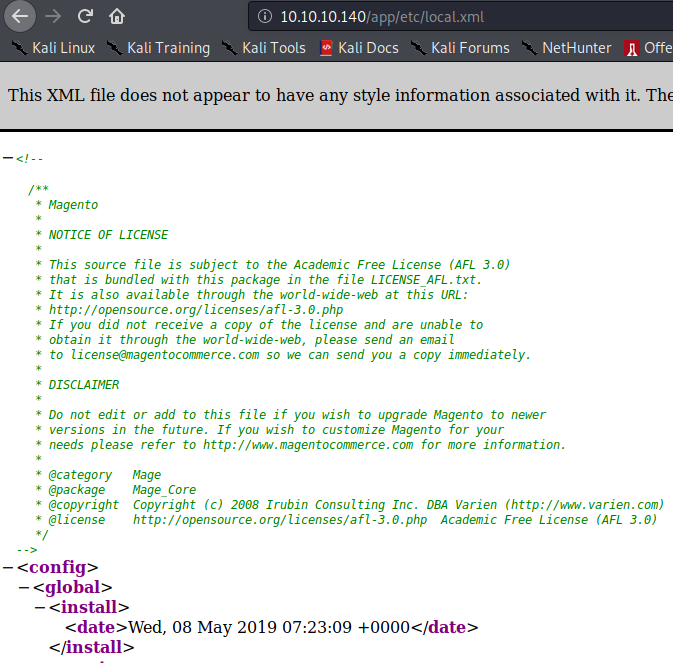 10.10.10.140/app/etc/local.xml
Kali Linux Kali Training Kali Tools Kali Docs Kali Forums NetHunter Offe
This XML file does not appear to have any style information associated with it. The
−<!--
/**
* Magento
*
* NOTICE OF LICENSE
*
* This source file is subject to the Academic Free License (AFL 3.0)
* that is bundled with this package in the file LICENSE_AFL.txt.
* It is also available through the world-wide-web at this URL:
* http://opensource.org/licenses/afl-3.0.php
* If you did not receive a copy of the license and are unable to
* obtain it through the world-wide-web, please send an email
* to license@magentocommerce.com so we can send you a copy immediately.
*
* DISCLAIMER
*
* Do not edit or add to this file if you wish to upgrade Magento to newer
* versions in the future. If you wish to customize Magento for your
* needs please refer to http://www.magentocommerce.com for more information.
*
* @category   Mage
* @package    Mage_Core
* @copyright  Copyright (c) 2008 Irubin Consulting Inc. DBA Varien (http://www.varien.com)
* @license    http://opensource.org/licenses/afl-3.0.php  Academic Free License (AFL 3.0)
*/
-->
−<config>
−<global>
−<install>
<date>Wed, 08 May 2019 07:23:09 +0000</date>
</install>